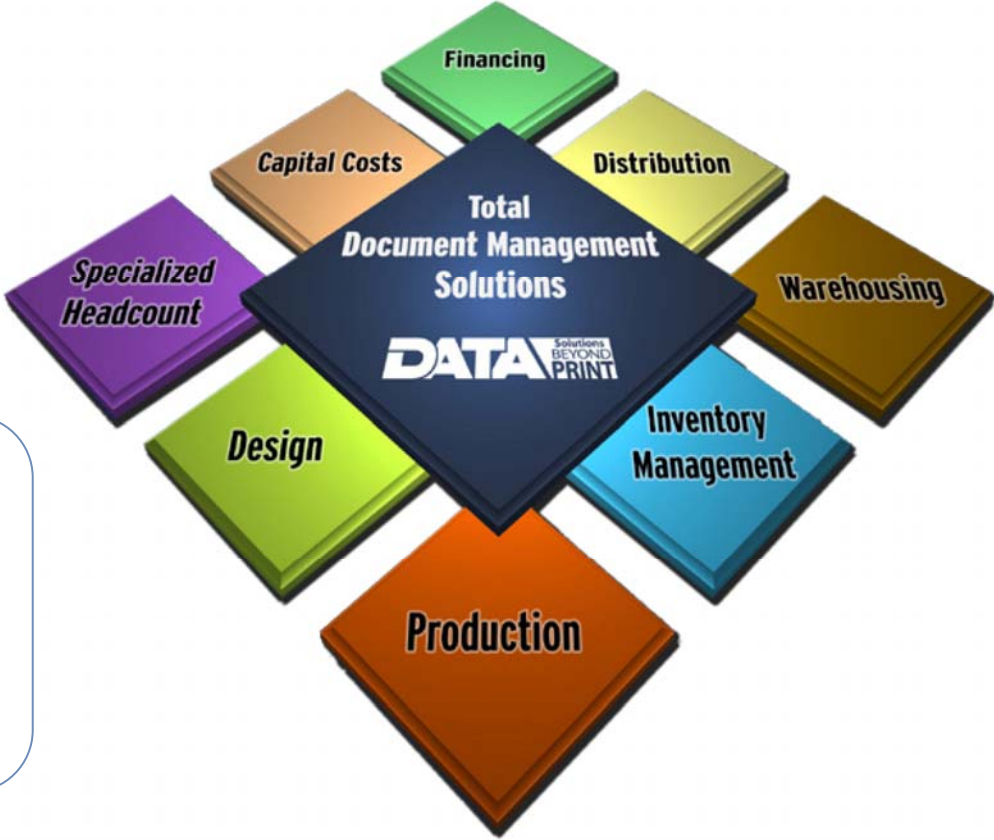 Financing
Capital Costs
Distribution
Specialized
Headcount
Total
Document Management
Solutions
DATA Solutions
BEYOND
PRINT
Warehousing
Design
Inventory
Management
Production